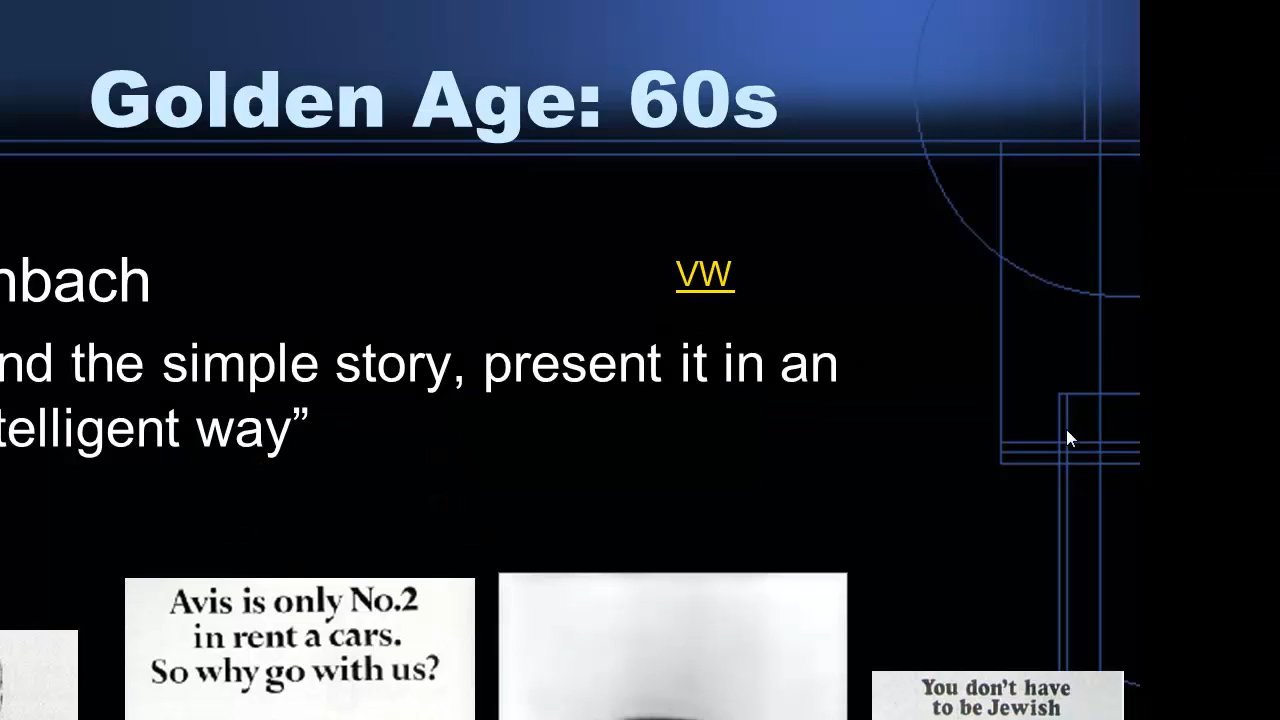 Golden Age: 60s
nbach
VW
nd the simple story, present it in an
telligent way”
Avis is only No.2
in rent a cars.
So why go with us?
You don't have
to be Jewish